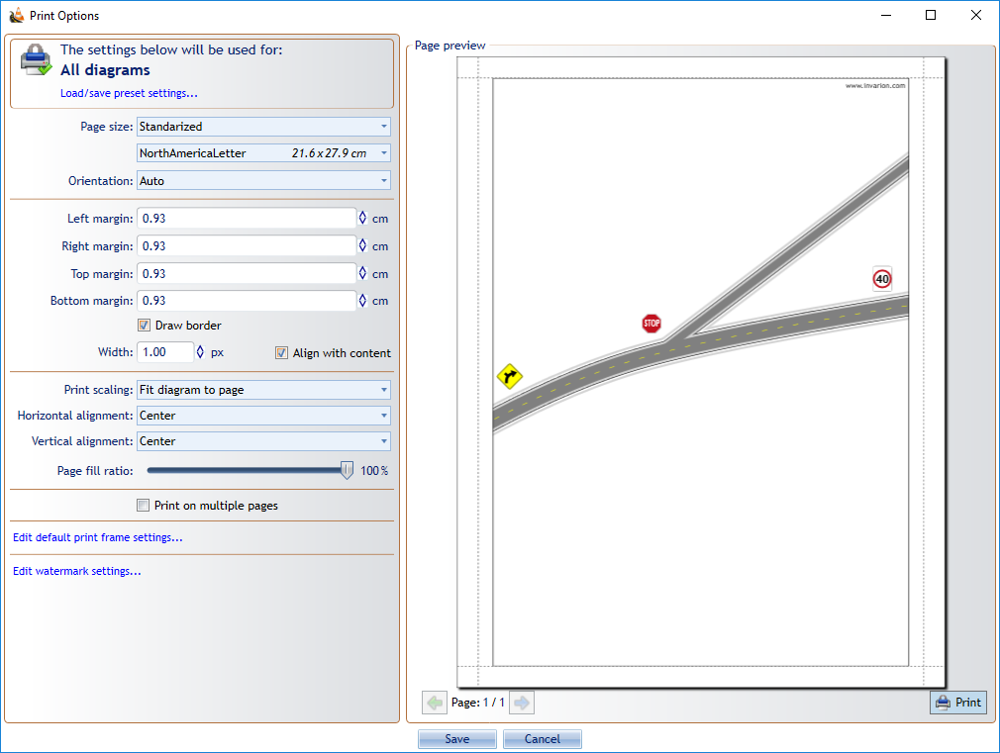 Print Options
The settings below will be used for:
All diagrams
Load/save preset settings...
Page size: Standarized
NorthAmericaLetter 21.6 x 27.9 cm
Orientation: Auto
Left margin: 0.93 cm
Right margin: 0.93 cm
Top margin: 0.93 cm
Bottom margin: 0.93 cm
Draw border
Width: 1.00 px Align with content
Print scaling: Fit diagram to page
Horizontal alignment: Center
Vertical alignment: Center
Page fill ratio: 100%
Print on multiple pages
Edit default print frame settings...
Edit watermark settings...
Page preview
www.invarion.com
40
STOP
Page: 1 / 1
Print
Save Cancel